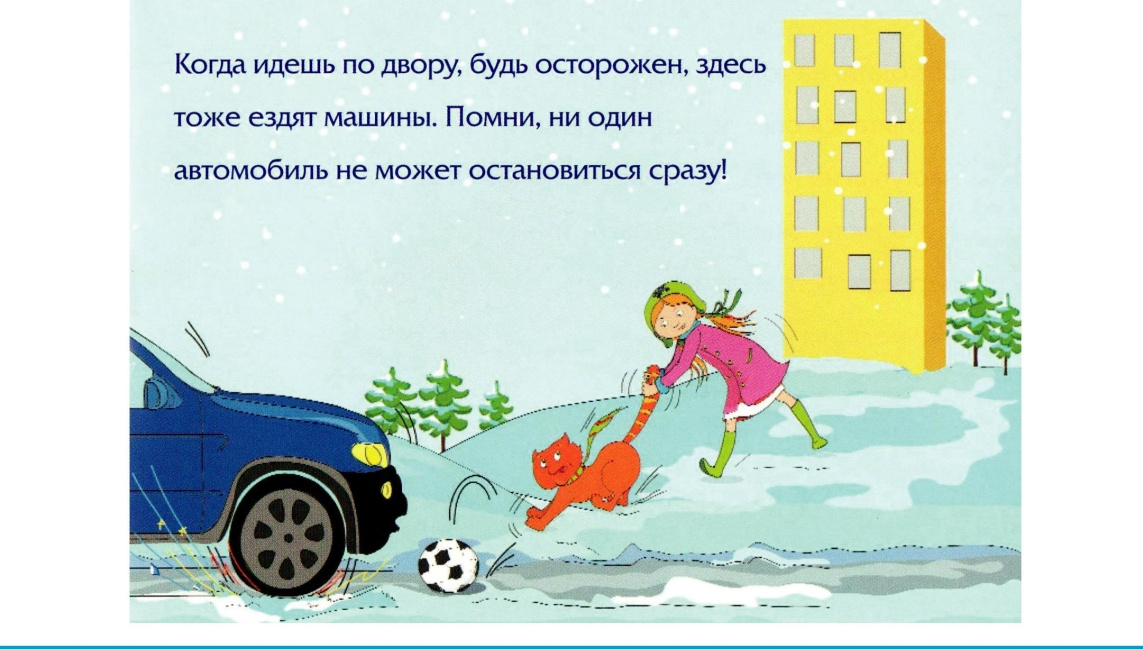 Когда идешь по двору, будь осторожен, здесь
тоже ездят машины. Помни, ни один
автомобиль не может остановиться сразу!